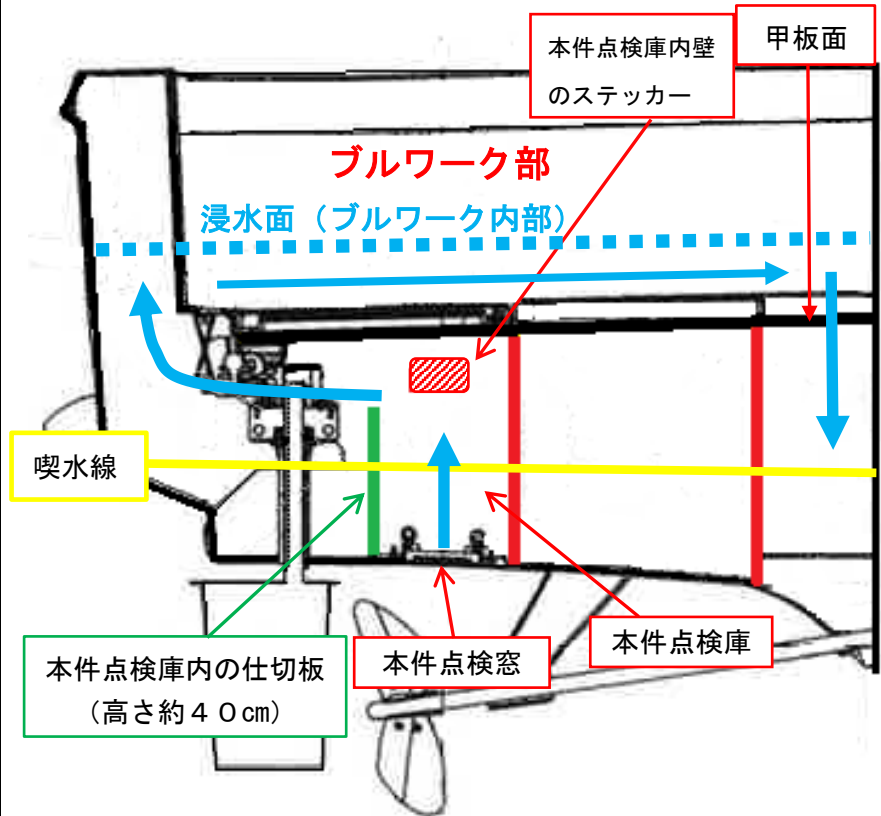 本件点検庫内壁
のステッカー
甲板面
ブルワーク部
浸水面（ブルワーク内部）
喫水線
本件点検庫内の仕切板
（高さ約４０㎝）
本件点検窓
本件点検庫